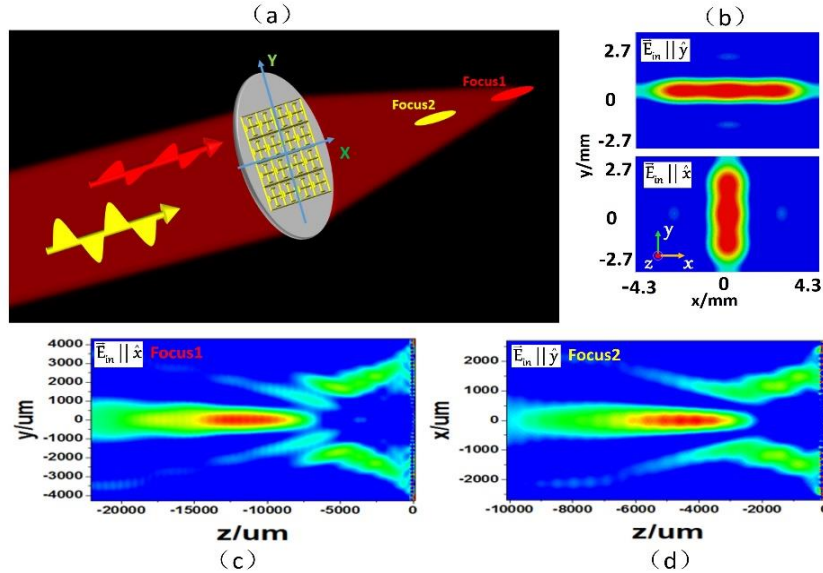 (a)
Y
X
Focus1
Focus2
(b)
E⃗in || ŷ
2.7
0
-2.7
E⃗in || x̂
2.7
0
-2.7
y
z
x
y/mm
-4.3 0 4.3
x/mm
E⃗in || x̂ Focus1
4000
3000
2000
1000
0
-1000
-2000
-3000
-4000
y/um
-20000 -15000 -10000 -5000 0
z/um
(c)
E⃗in || ŷ Focus2
2000
1000
0
-1000
-2000
x/um
-10000 -8000 -6000 -4000 -2000 0
z/um
(d)